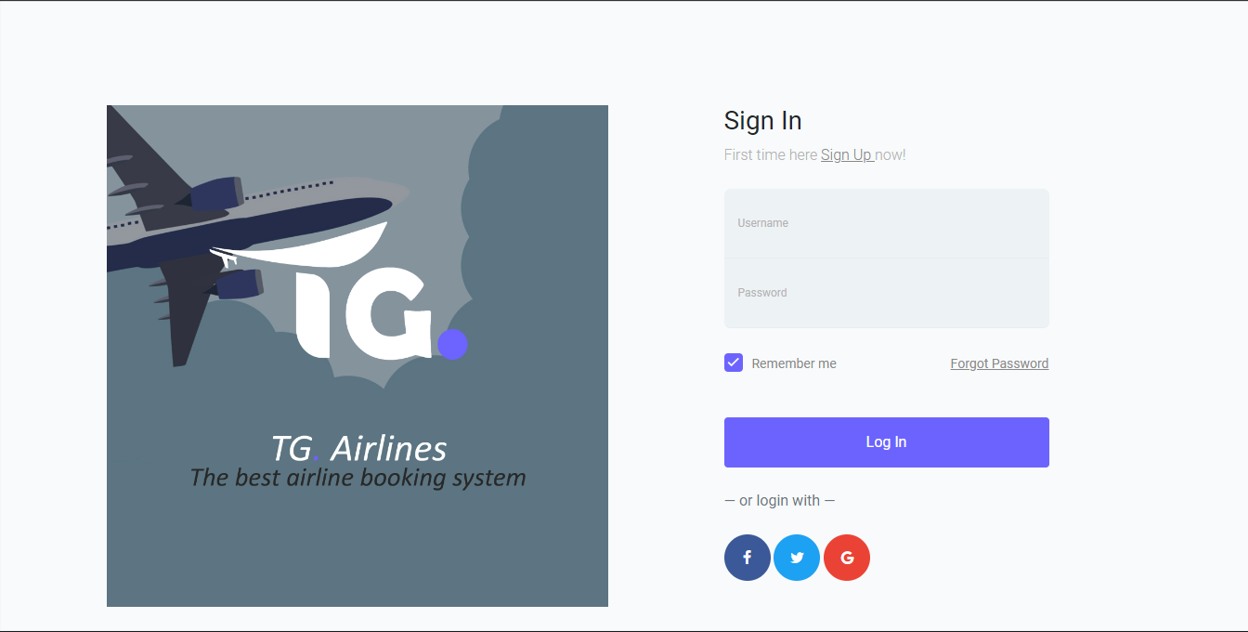 TG.
TG. Airlines
The best airline booking system
Sign In
First time here Sign Up now!
Username
Password
Remember me
Forgot Password
Log In
— or login with —
f
G